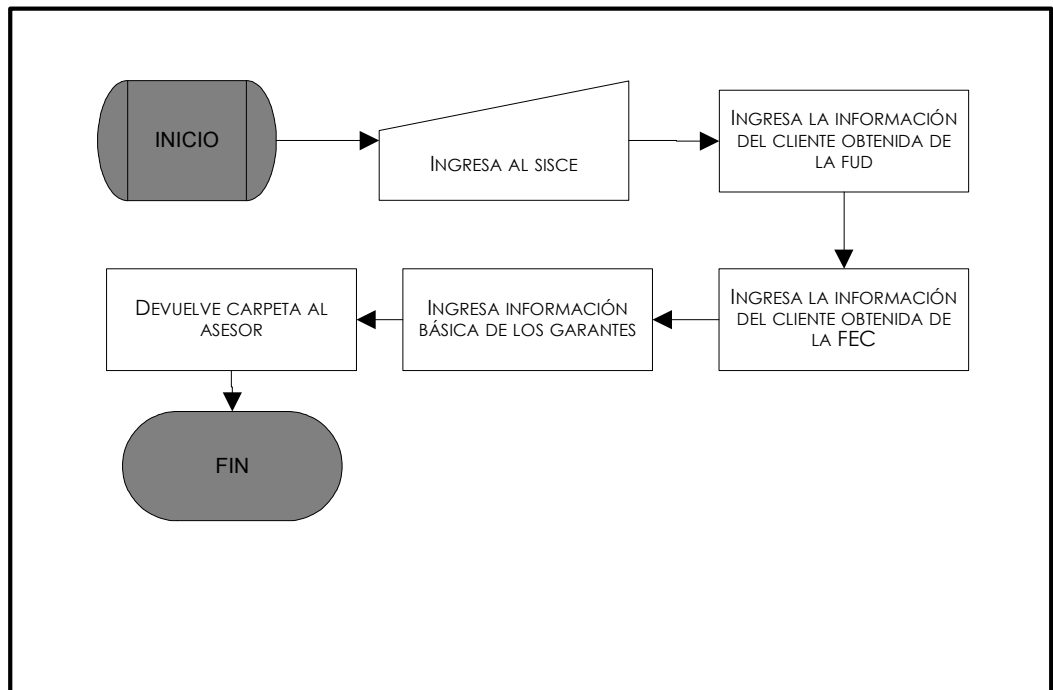 INICIO
INGRESA AL SISCE
INGRESA LA INFORMACIÓN
DEL CLIENTE OBTENIDA DE
LA FUD
INGRESA LA INFORMACIÓN
DEL CLIENTE OBTENIDA DE
LA FEC
INGRESA INFORMACIÓN
BÁSICA DE LOS GARANTES
DEVUELVE CARPETA AL
ASESOR
FIN